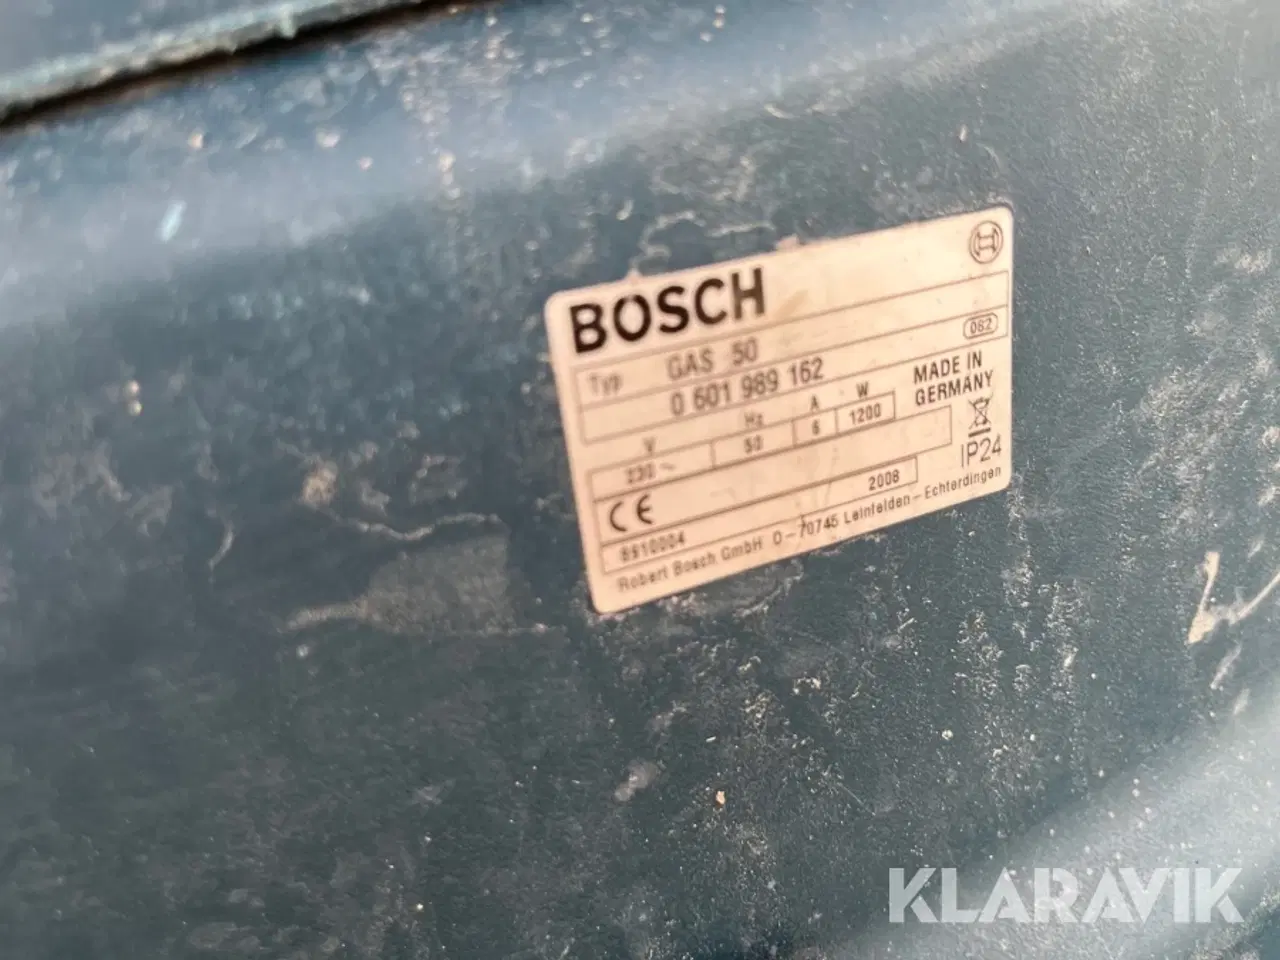 BOSCH
Typ GAS 50
0 601 989 162 082
V Hz A W
230~ 50 6 1200
MADE IN
GERMANY
CE
IP24
2008
8910004
Robert Bosch GmbH D-70745 Leinfelden-Echterdingen
KLARAVIK